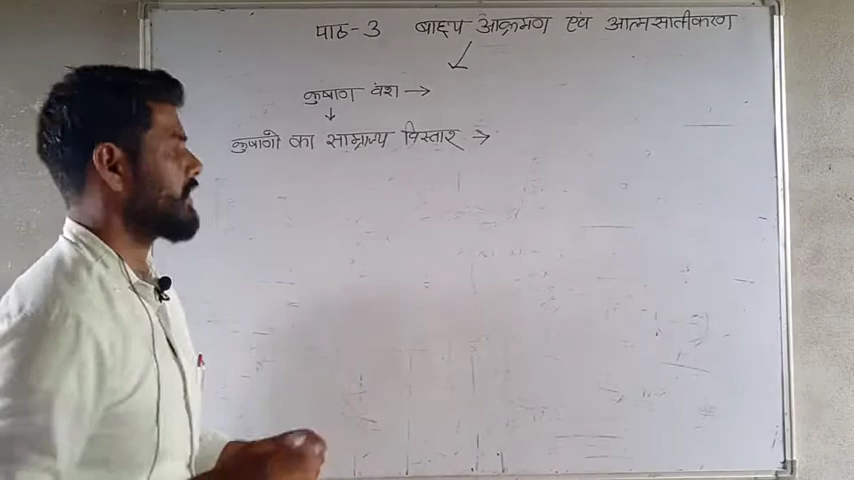 पाठ-3 बाह्य आक्रमण एवं आत्मसातीकरण
कुषाण वंश →
कुषाणों का साम्राज्य विस्तार →